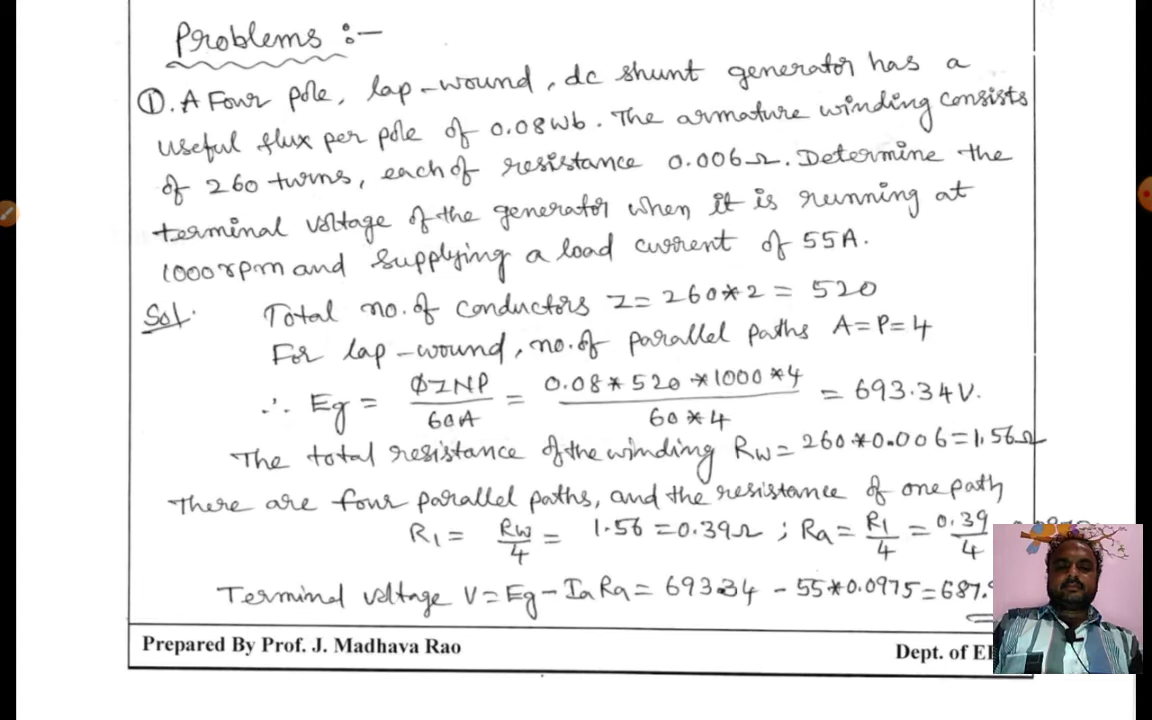 Problems :-
①. A Four pole, lap-wound, dc shunt generator has a
useful flux per pole of 0.08wb. The armature winding consists
of 260 turns, each of resistance 0.006Ω. Determine the
terminal voltage of the generator when it is running at
1000rpm and supplying a load current of 55A.
Sol. Total no. of conductors Z = 260*2 = 520
For lap-wound, no. of parallel paths A=P=4
∴ Eg = ØZNP/60A = 0.08*520*1000*4/60*4 = 693.34V.
The total resistance of the winding Rw = 260*0.006=1.56Ω
There are four parallel paths, and the resistance of one path
R1 = Rw/4 = 1.56 = 0.39Ω ; Ra = R1/4 = 0.39/4
Terminal voltage V = Eg - IaRa = 693.34 - 55*0.0975 = 687.9
Prepared By Prof. J. Madhava Rao
Dept. of